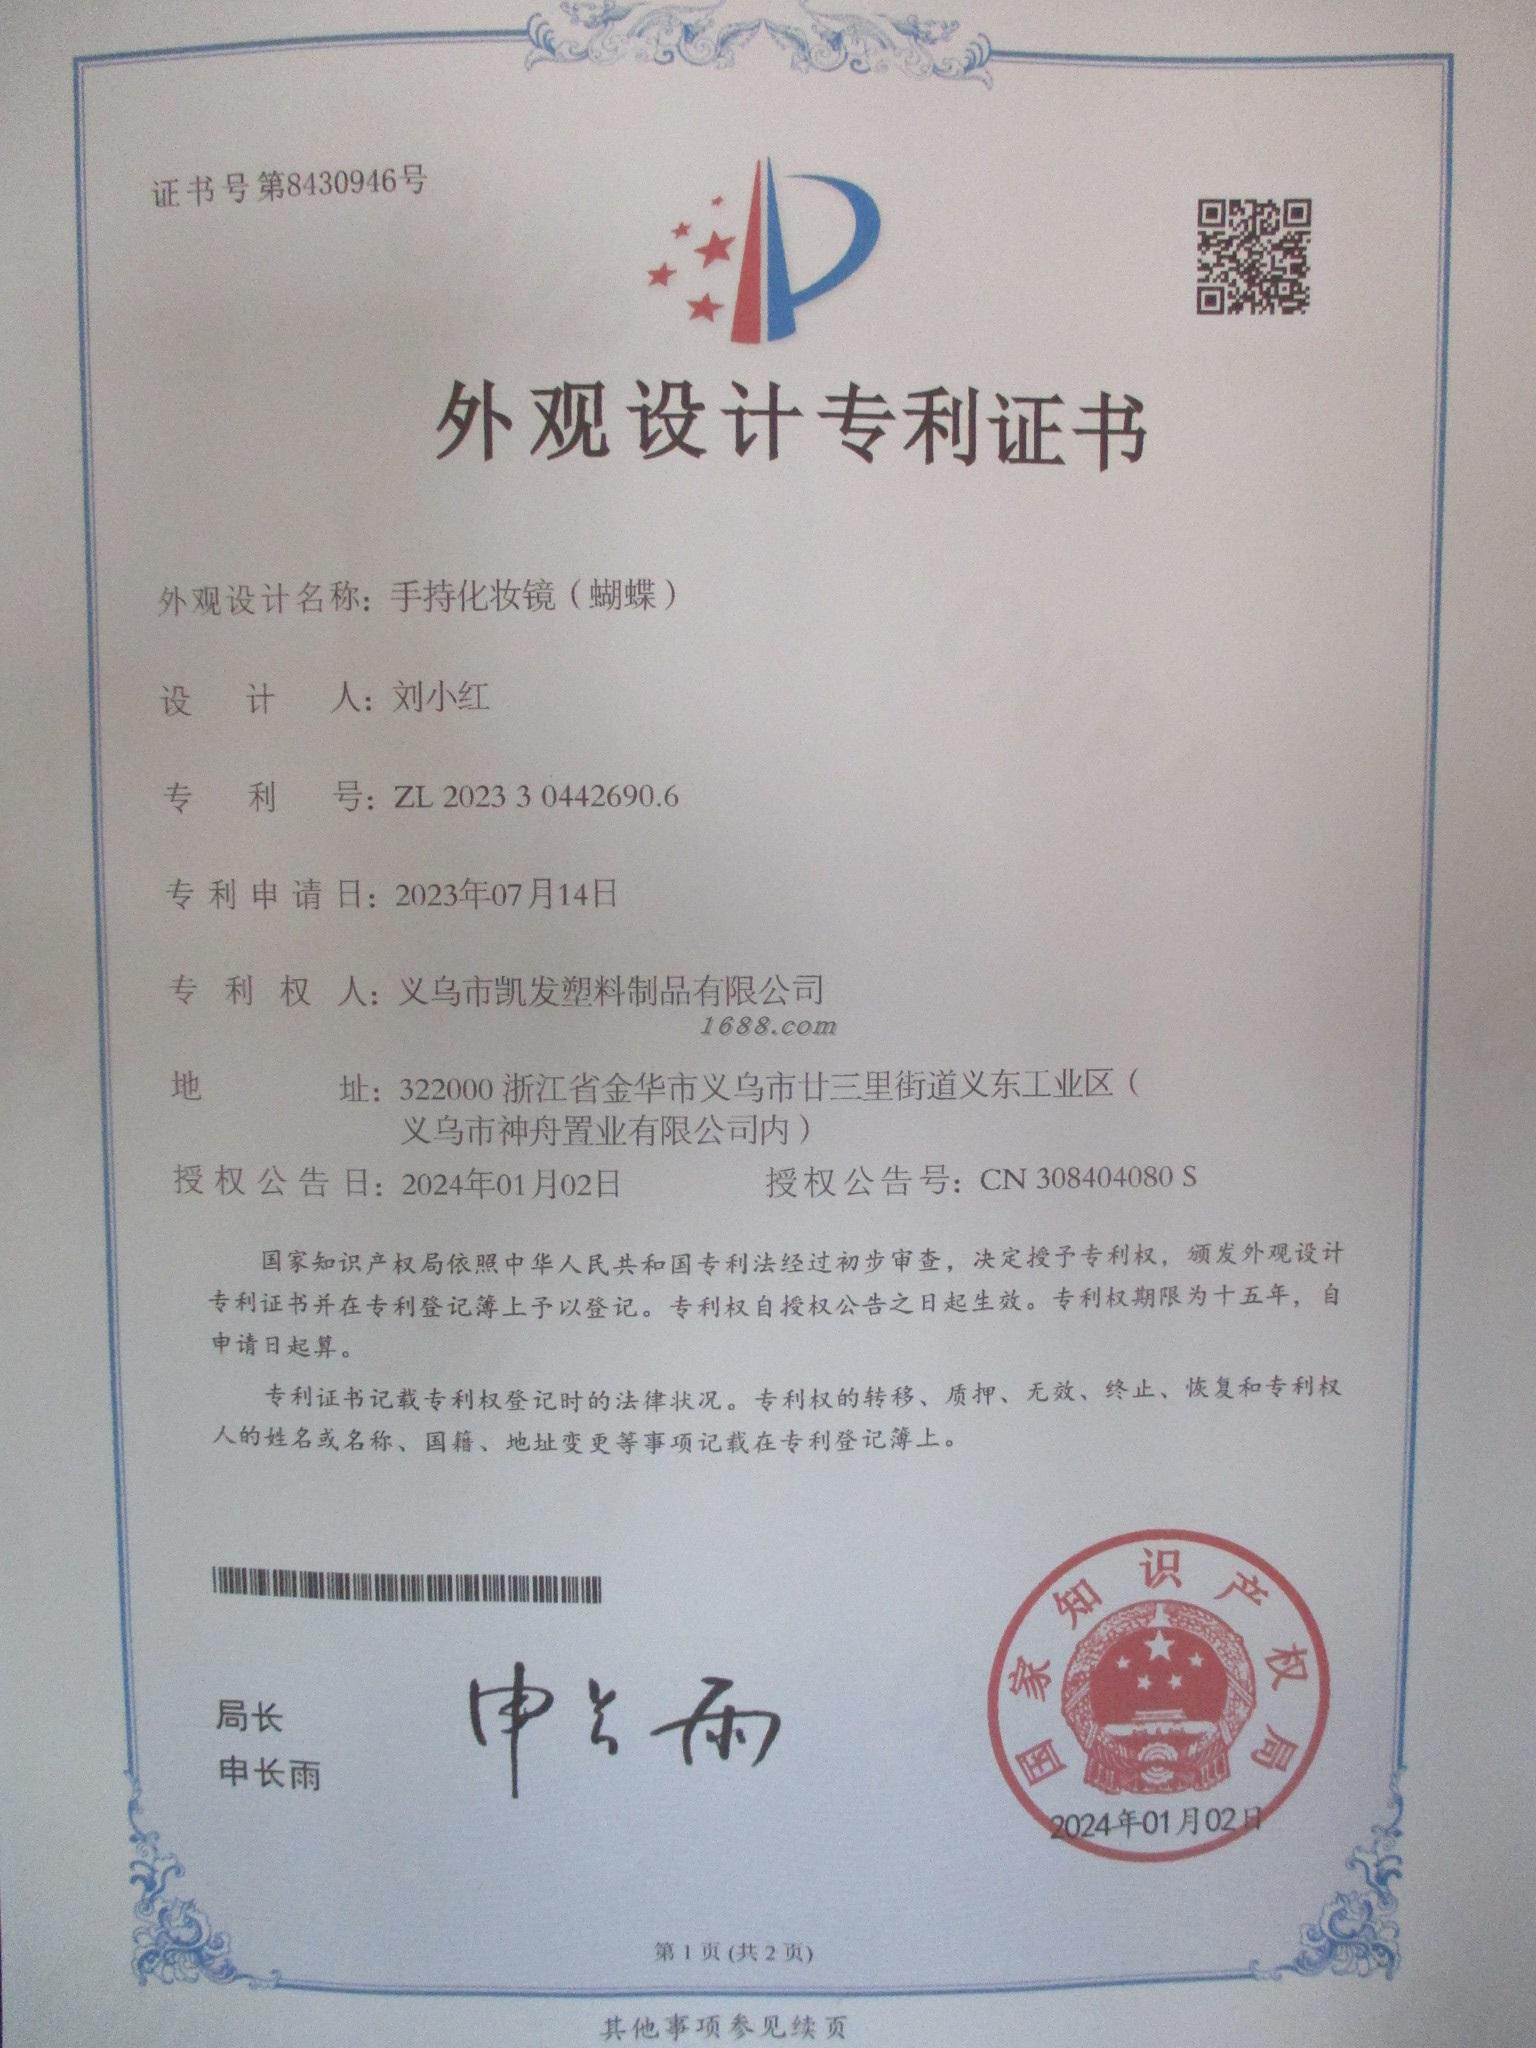 证书号第8430946号
外观设计专利证书
外观设计名称：手持化妆镜（蝴蝶）
设计人：刘小红
专利号：ZL 2023 3 0442690.6
专利申请日：2023年07月14日
专利权人：义乌市凯发塑料制品有限公司
1688.com
地址：322000 浙江省金华市义乌市廿三里街道义东工业区（
义乌市神舟置业有限公司内）
授权公告日：2024年01月02日 授权公告号：CN 308404080 S
国家知识产权局依照中华人民共和国专利法经过初步审查，决定授予专利权，颁发外观设计
专利证书并在专利登记簿上予以登记。专利权自授权公告之日起生效。专利权期限为十五年，自
申请日起算。
专利证书记载专利权登记时的法律状况。专利权的转移、质押、无效、终止、恢复和专利权
人的姓名或名称、国籍、地址变更等事项记载在专利登记簿上。
局长
申长雨
申长雨
国家知识产权局
2024年01月02日
第 1 页 (共 2 页)
其他事项参见续页